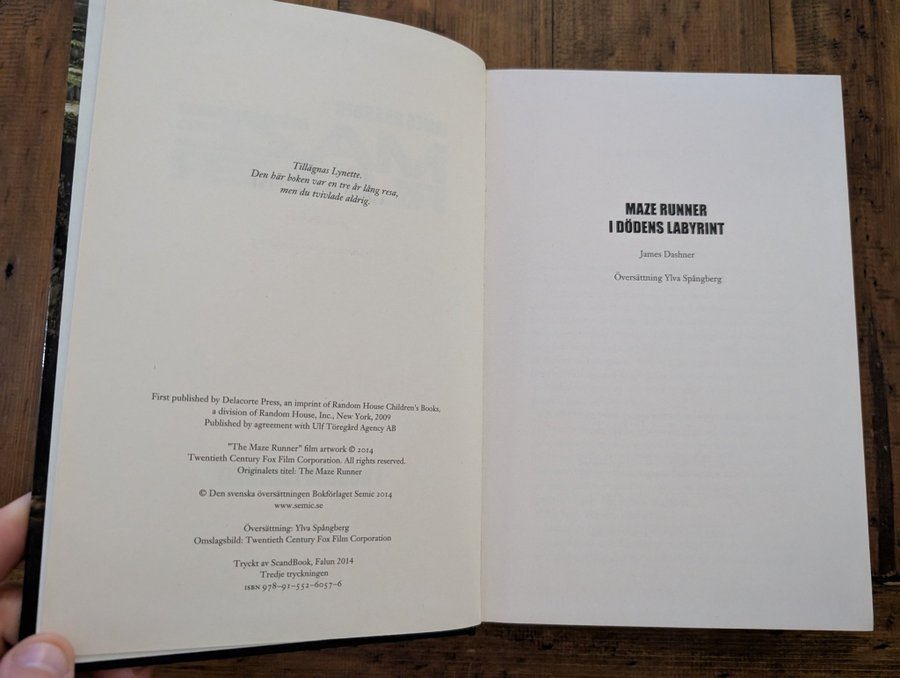 Tillägnas Lynette.
Den här boken var en tre år lång resa,
men du tvivlade aldrig.
First published by Delacorte Press, an imprint of Random House Children's Books,
a division of Random House, Inc., New York, 2009
Published by agreement with Ulf Töregård Agency AB
"The Maze Runner" film artwork © 2014
Twentieth Century Fox Film Corporation. All rights reserved.
Originalets titel: The Maze Runner
© Den svenska översättningen Bokförlaget Semic 2014
www.semic.se
Översättning: Ylva Spångberg
Omslagsbild: Twentieth Century Fox Film Corporation
Tryckt av ScandBook, Falun 2014
Tredje tryckningen
ISBN 978-91-552-6057-6
MAZE RUNNER
I DÖDENS LABYRINT
James Dashner
Översättning Ylva Spångberg